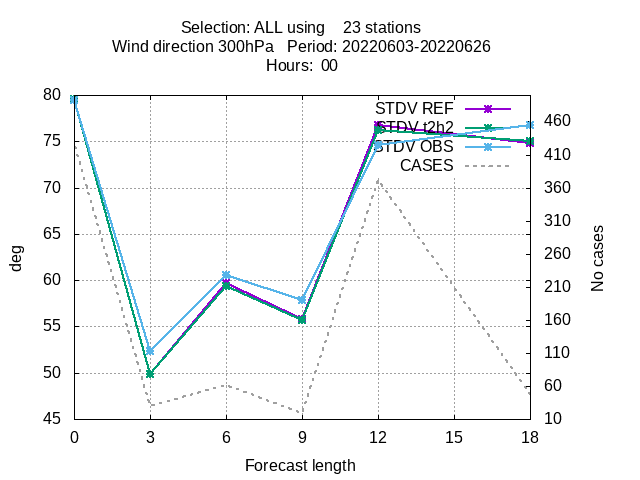 Selection: ALL using    23 stations
Wind direction 300hPa   Period: 20220603-20220626
Hours:  00
80
75
70
65
60
55
50
45
deg
STDV REF
STDV t2h2
STDV OBS
CASES
460
410
360
310
260
210
160
110
60
10
No cases
0 3 6 9 12 15 18
Forecast length